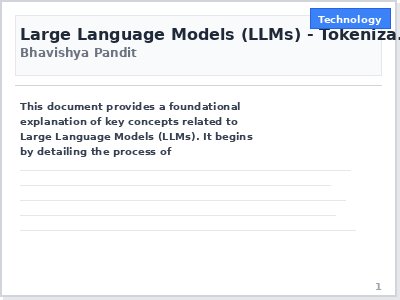 Technology
Large Language Models (LLMs) - Tokeniza.
Bhavishya Pandit
This document provides a foundational
explanation of key concepts related to
Large Language Models (LLMs). It begins
by detailing the process of
1